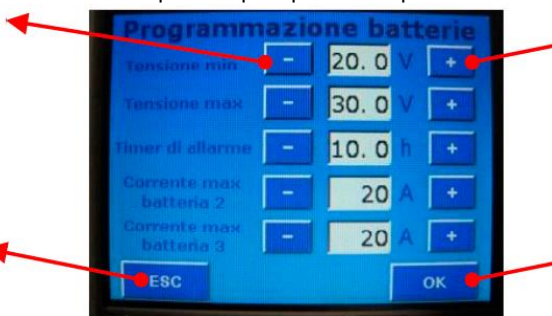 Programmazione batterie
Tensione min - 20. 0 V +
Tensione max - 30. 0 V +
Timer di allarme - 10. 0 h +
Corrente max
batteria 2 - 20 A +
Corrente max
batteria 3 - 20 A +
ESC OK